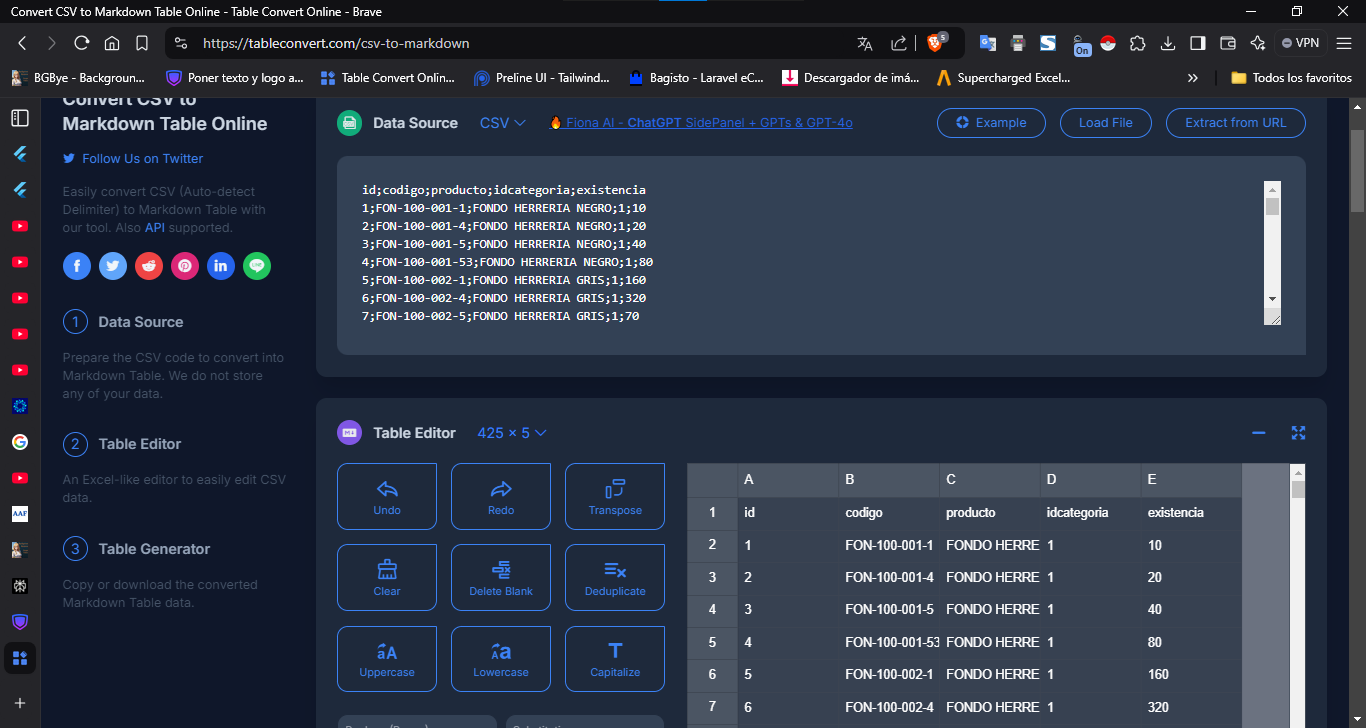 Convert CSV to Markdown Table Online - Table Convert Online - Brave
https://tableconvert.com/csv-to-markdown
5
On
VPN
BGBye - Backgroun...
Poner texto y logo a...
Table Convert Onlin...
Preline UI - Tailwind...
Bagisto - Laravel eC...
Descargador de imá...
Supercharged Excel...
»
Todos los favoritos
AAF
Convert CSV to
Markdown Table Online
Follow Us on Twitter
Easily convert CSV (Auto-detect
Delimiter) to Markdown Table with
our tool. Also API supported.
1 Data Source
Prepare the CSV code to convert into
Markdown Table. We do not store
any of your data.
2 Table Editor
An Excel-like editor to easily edit CSV
data.
3 Table Generator
Copy or download the converted
Markdown Table data.
Data Source CSV
Fiona AI - ChatGPT SidePanel + GPTs & GPT-4o
Example
Load File
Extract from URL
id;codigo;producto;idcategoria;existencia
1;FON-100-001-1;FONDO HERRERIA NEGRO;1;10
2;FON-100-001-4;FONDO HERRERIA NEGRO;1;20
3;FON-100-001-5;FONDO HERRERIA NEGRO;1;40
4;FON-100-001-53;FONDO HERRERIA NEGRO;1;80
5;FON-100-002-1;FONDO HERRERIA GRIS;1;160
6;FON-100-002-4;FONDO HERRERIA GRIS;1;320
7;FON-100-002-5;FONDO HERRERIA GRIS;1;70
Table Editor 425 × 5
Undo
Redo
Transpose
Clear
Delete Blank
Deduplicate
Uppercase
Lowercase
Capitalize
A B C D E
1 id codigo producto idcategoria existencia
2 1 FON-100-001-1 FONDO HERRE 1 10
3 2 FON-100-001-4 FONDO HERRE 1 20
4 3 FON-100-001-5 FONDO HERRE 1 40
5 4 FON-100-001-53 FONDO HERRE 1 80
6 5 FON-100-002-1 FONDO HERRE 1 160
7 6 FON-100-002-4 FONDO HERRE 1 320